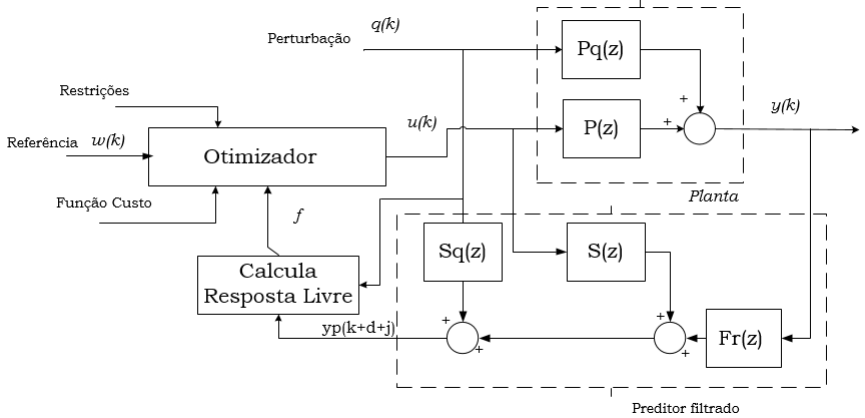 q(k)
Perturbação
Pq(z)
+
y(k)
Restrições
u(k)
+
P(z)
Referência w(k)
Otimizador
Função Custo
f
Planta
Sq(z)
S(z)
Calcula
Resposta Livre
+
+
yp(k+d+j)
+
+
Fr(z)
Preditor filtrado